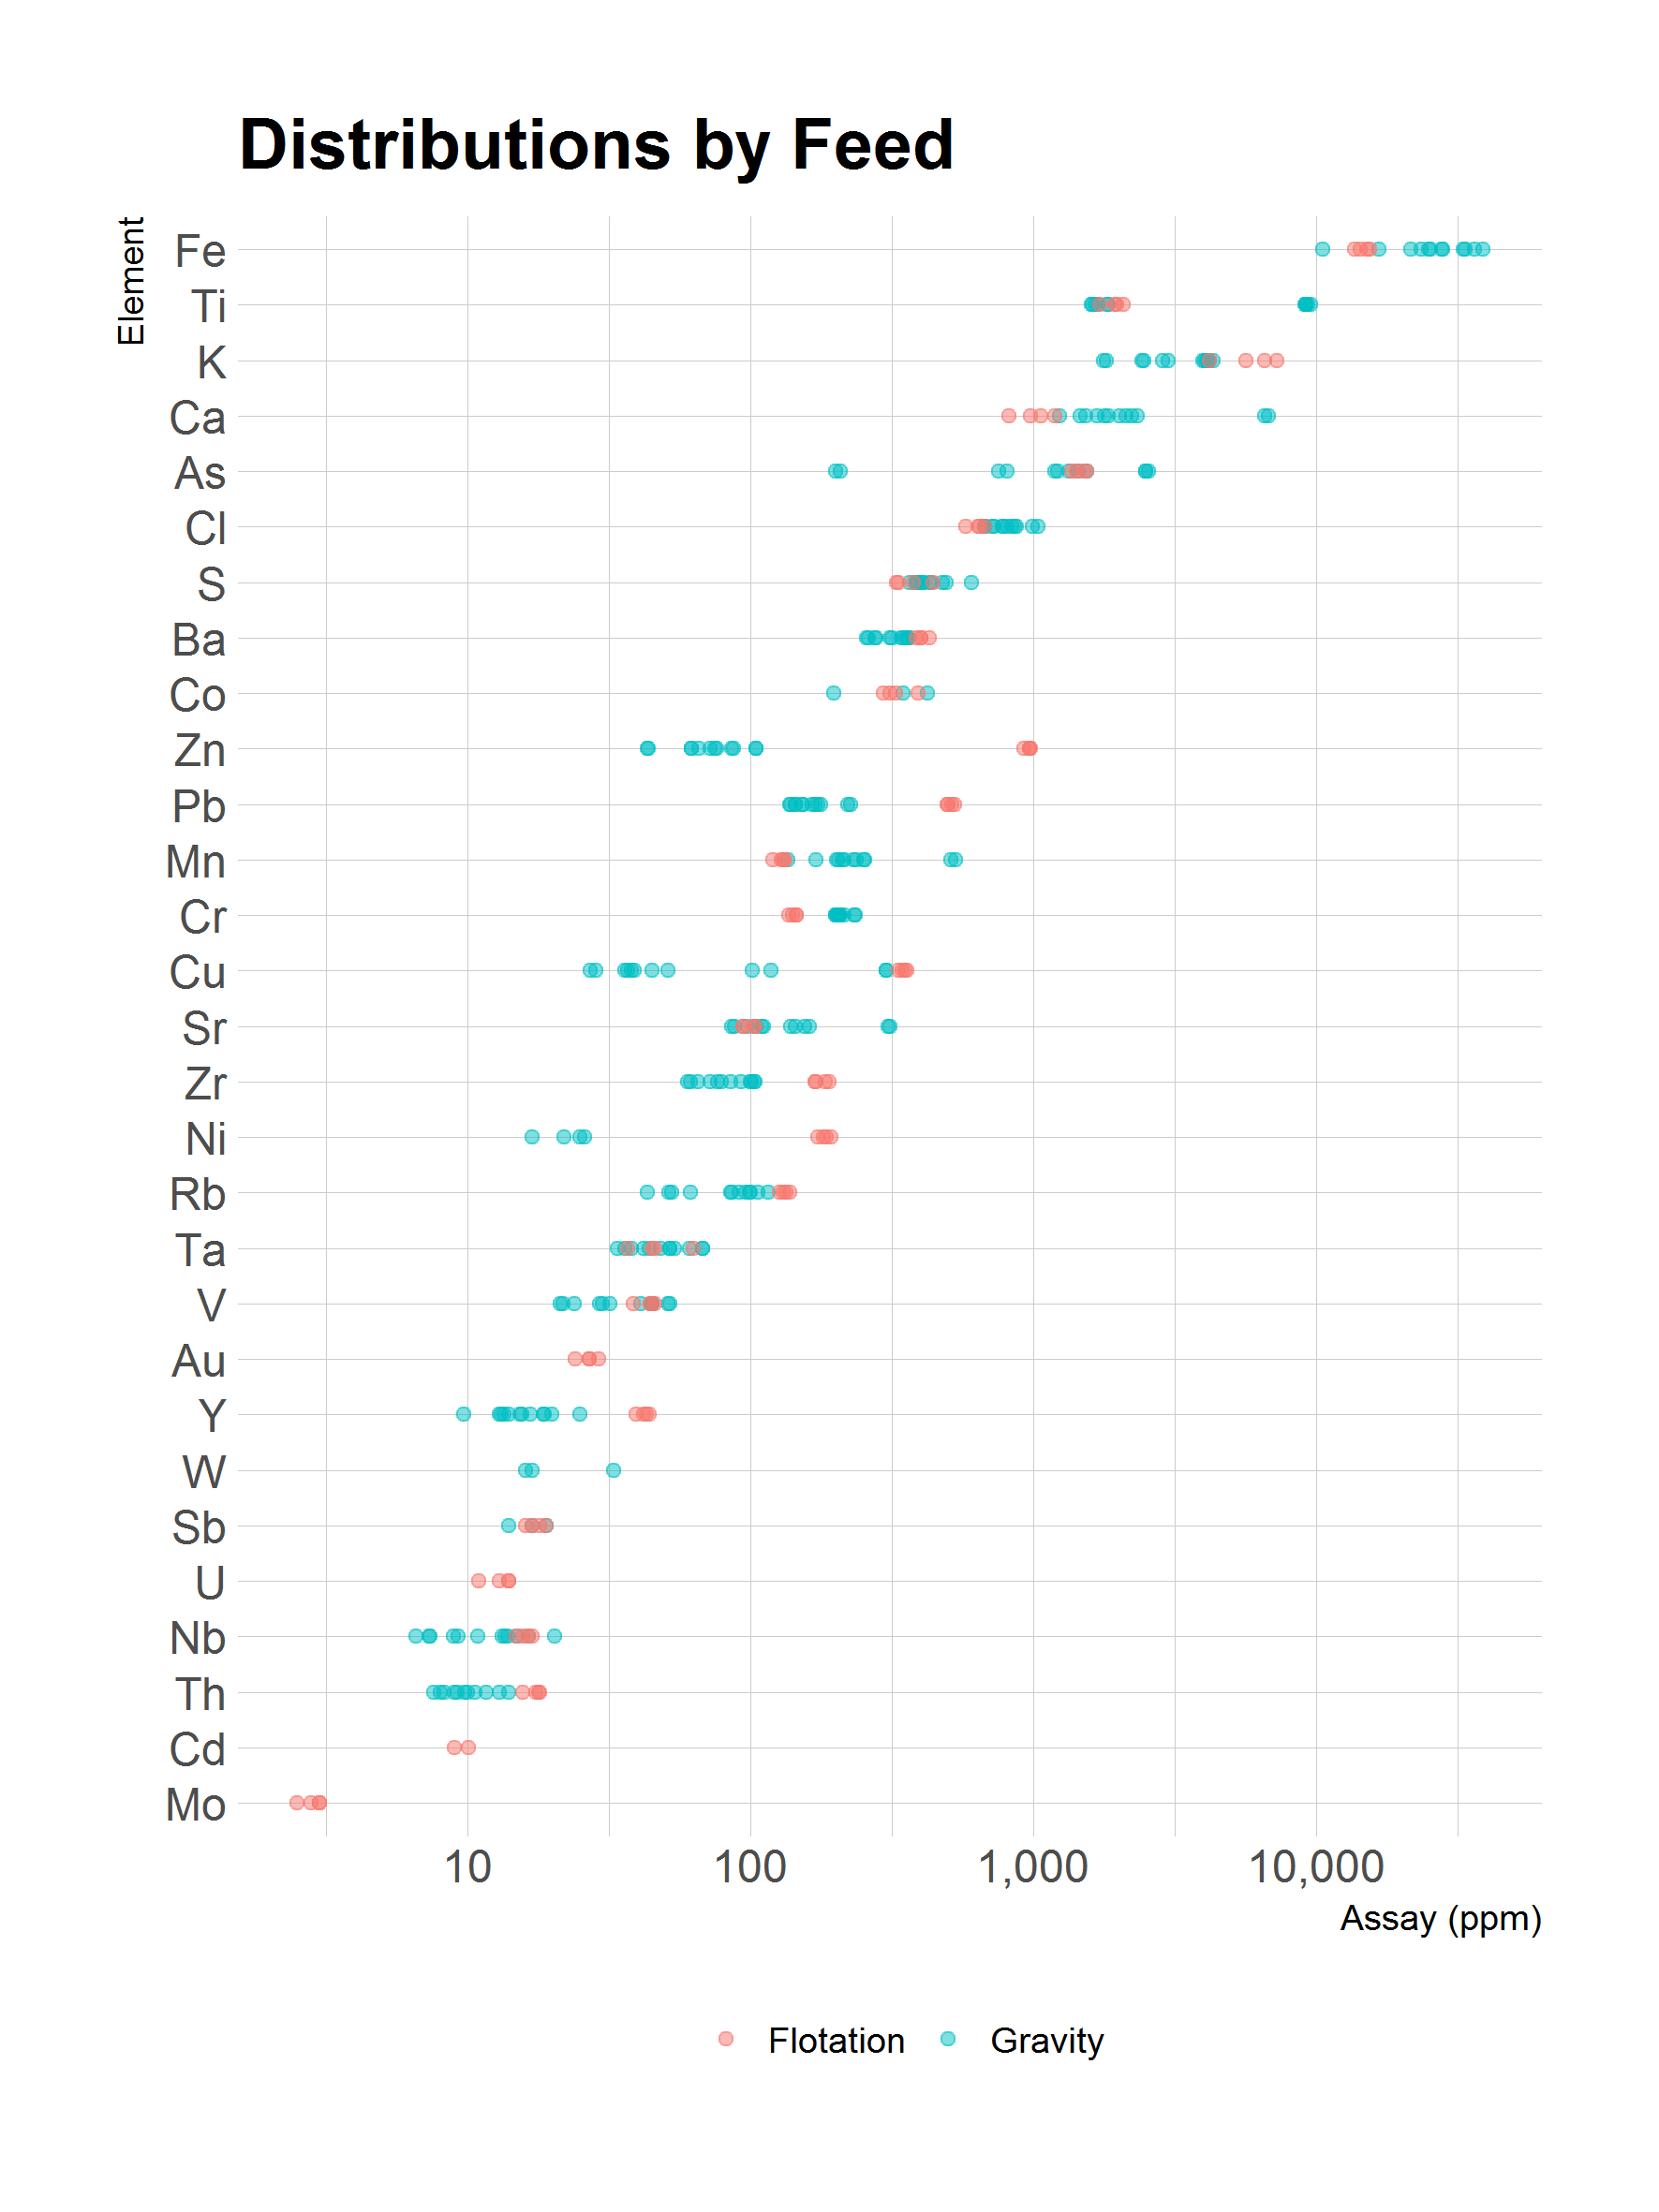 Distributions by Feed
Element
Fe
Ti
K
Ca
As
Cl
S
Ba
Co
Zn
Pb
Mn
Cr
Cu
Sr
Zr
Ni
Rb
Ta
V
Au
Y
W
Sb
U
Nb
Th
Cd
Mo
10 100 1,000 10,000
Assay (ppm)
Flotation Gravity